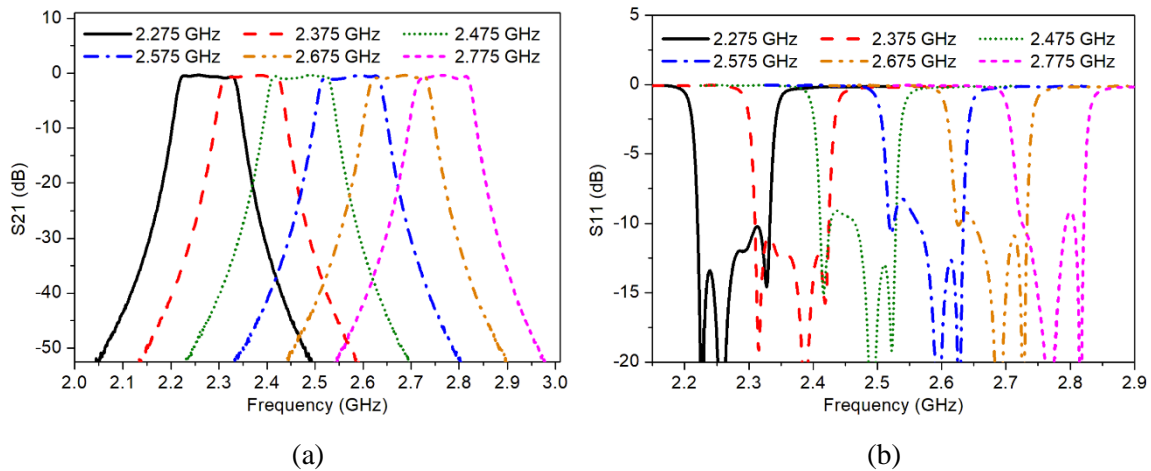 2.275 GHz 2.375 GHz 2.475 GHz
2.575 GHz 2.675 GHz 2.775 GHz
10
0
-10
-20
-30
-40
-50
S21 (dB)
2.0 2.1 2.2 2.3 2.4 2.5 2.6 2.7 2.8 2.9 3.0
Frequency (GHz)
(a)
2.275 GHz 2.375 GHz 2.475 GHz
2.575 GHz 2.675 GHz 2.775 GHz
5
0
-5
-10
-15
-20
S11 (dB)
2.2 2.3 2.4 2.5 2.6 2.7 2.8 2.9
Frequency (GHz)
(b)